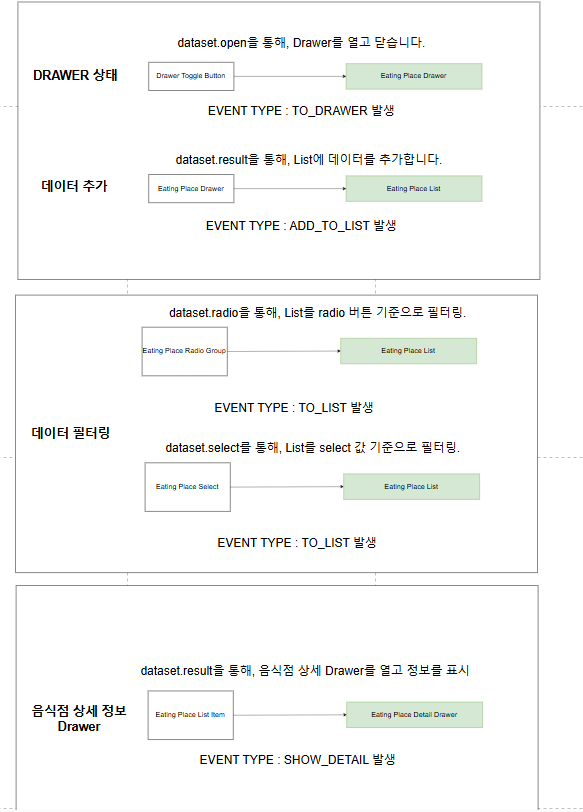 dataset.open을 통해, Drawer를 열고 닫습니다.
DRAWER 상태
Drawer Toggle Button
Eating Place Drawer
EVENT TYPE : TO_DRAWER 발생
dataset.result을 통해, List에 데이터를 추가합니다.
데이터 추가
Eating Place Drawer
Eating Place List
EVENT TYPE : ADD_TO_LIST 발생
dataset.radio을 통해, List를 radio 버튼 기준으로 필터링.
Eating Place Radio Group
Eating Place List
EVENT TYPE : TO_LIST 발생
데이터 필터링
dataset.select를 통해, List를 select 값 기준으로 필터링.
Eating Place Select
Eating Place List
EVENT TYPE : TO_LIST 발생
dataset.result을 통해, 음식점 상세 Drawer를 열고 정보를 표시
음식점 상세 정보
Drawer
Eating Place List Item
Eating Place Detail Drawer
EVENT TYPE : SHOW_DETAIL 발생